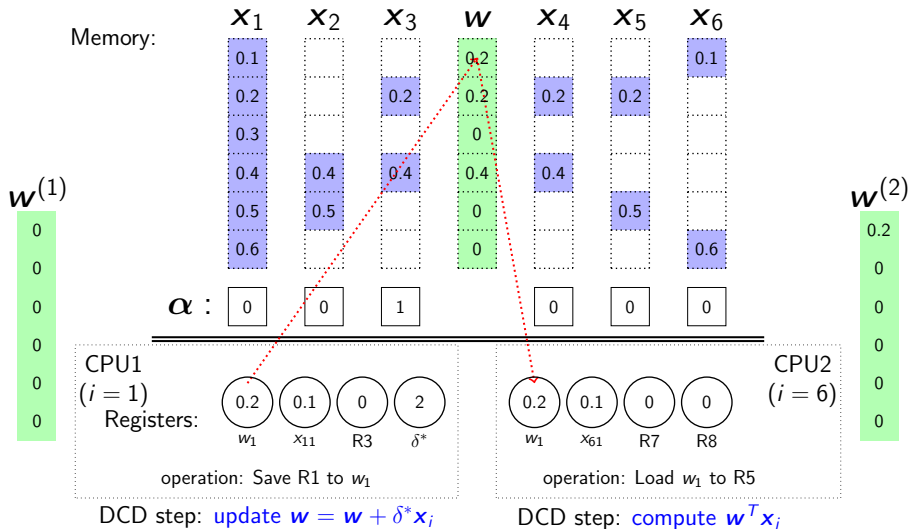 x₁ x₂ x₃ w x₄ x₅ x₆
Memory:
0.1 0.2 0.1
0.2 0.2 0.2 0.2 0.2
0.3 0
0.4 0.4 0.4 0.4 0.4
0.5 0.5 0 0.5
0.6 0 0.6
w⁽¹⁾
0
0
0
0
0
0
w⁽²⁾
0.2
0
0
0
0
0
α : 0 0 1 0 0 0
CPU1
(i = 1)
Registers: 0.2 0.1 0 2
w₁ x₁₁ R3 δ*
operation: Save R1 to w₁
CPU2
(i = 6)
0.2 0.1 0 0
w₁ x₆₁ R7 R8
operation: Load w₁ to R5
DCD step: update w = w + δ*xᵢ
DCD step: compute wᵀxᵢ